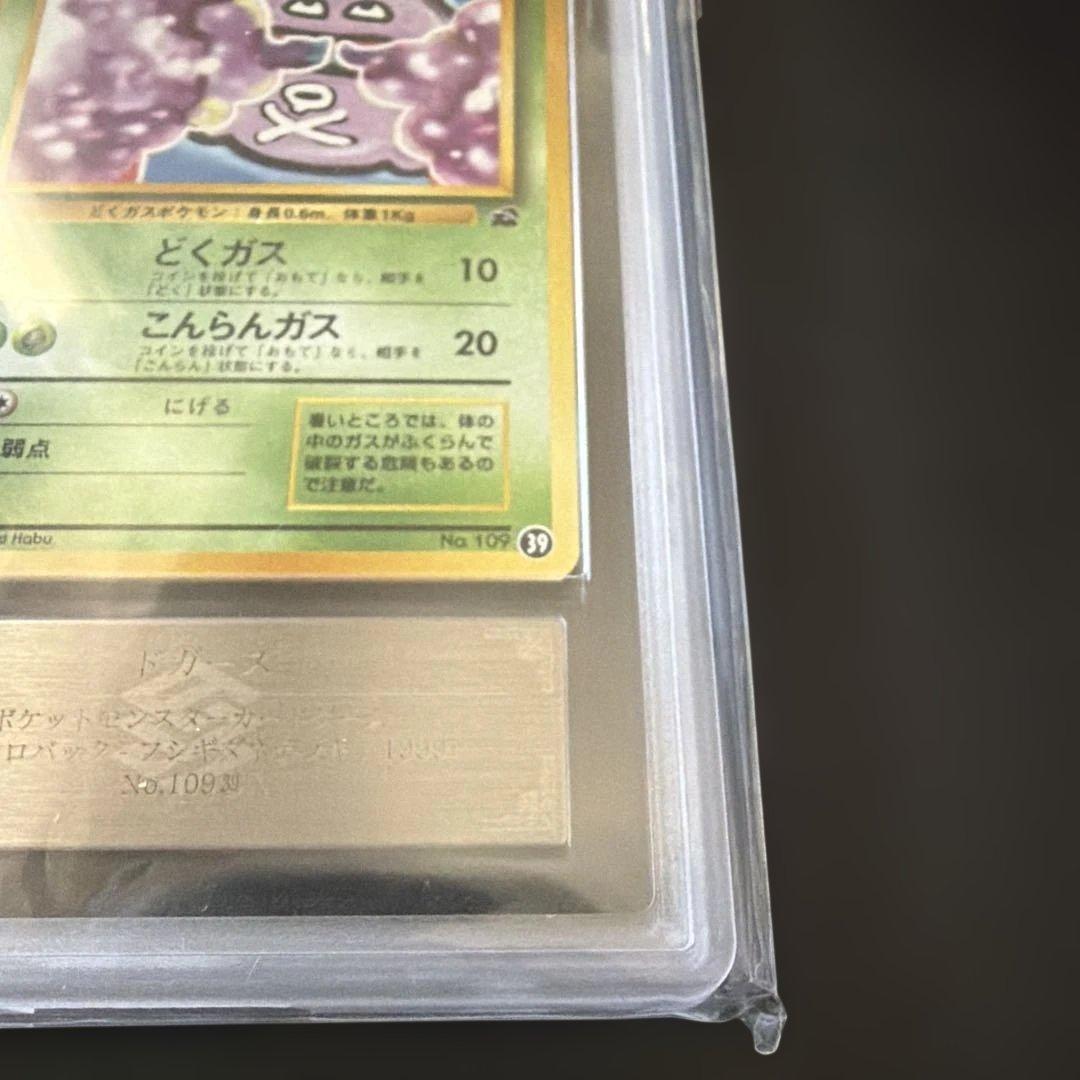 どくガスポケモン:身長0.6m、体重1Kg
どくガス 10
コインを投げて「おもて」なら、相手を
「どく」状態にする。
こんらんガス 20
コインを投げて「おもて」なら、相手を
「こんらん」状態にする。
にげる
弱点
暑いところでは、体の
中のガスがふくらんで
破裂する危険もあるの
で注意だ。
Habu
No. 109 39
ドガース
ポケットモンスターカード
フシギ 1999
No.109 39